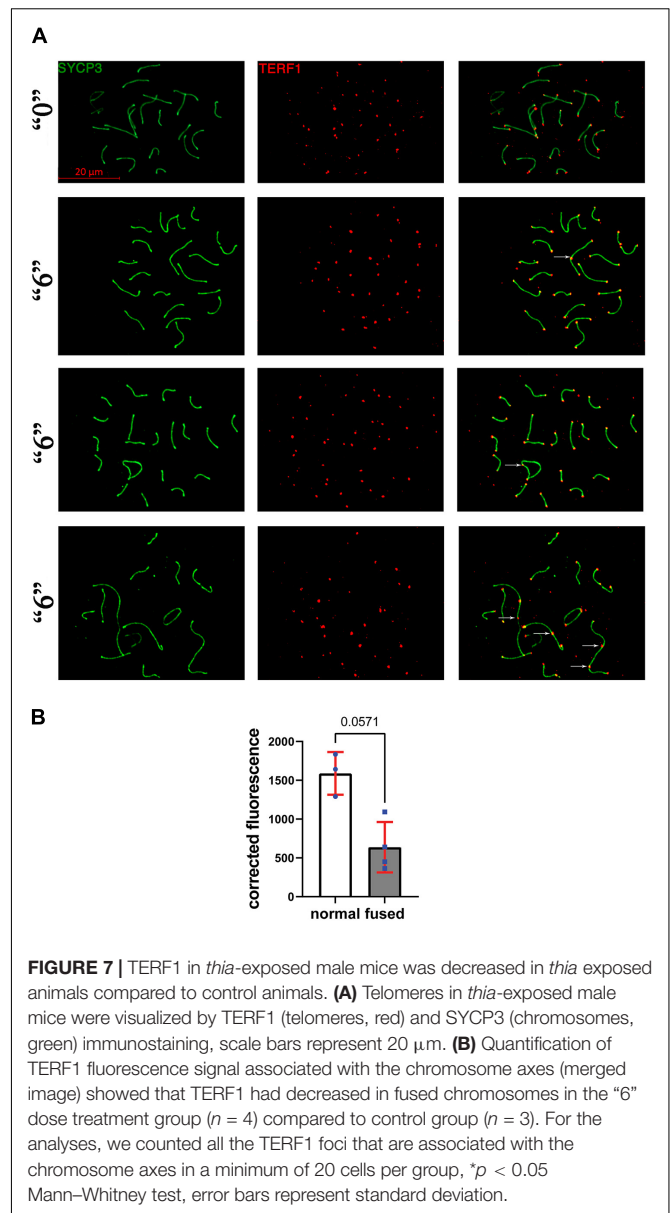 A
SYCP3 TERF1
„0”
20 µm
„6”
„6”
„6”
B
0.0571
2000
1500
1000
500
0
corrected fluorescence
normal fused
FIGURE 7 | TERF1 in thia-exposed male mice was decreased in thia exposed
animals compared to control animals. (A) Telomeres in thia-exposed male
mice were visualized by TERF1 (telomeres, red) and SYCP3 (chromosomes,
green) immunostaining, scale bars represent 20 µm. (B) Quantification of
TERF1 fluorescence signal associated with the chromosome axes (merged
image) showed that TERF1 had decreased in fused chromosomes in the “6”
dose treatment group (n = 4) compared to control group (n = 3). For the
analyses, we counted all the TERF1 foci that are associated with the
chromosome axes in a minimum of 20 cells per group, *p < 0.05
Mann–Whitney test, error bars represent standard deviation.